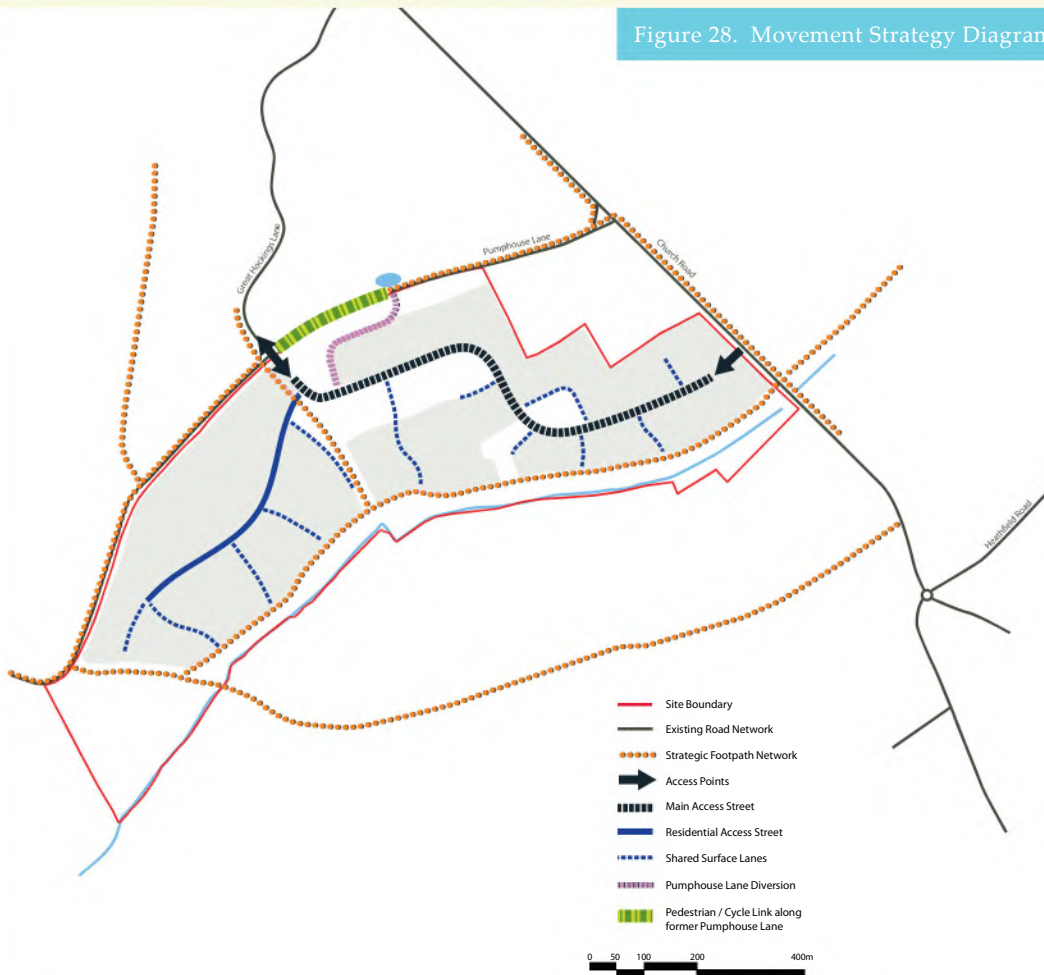 Figure 28. Movement Strategy Diagram
Great Hockings Lane
Pumphouse Lane
Church Road
Heathfield Road
Site Boundary
Existing Road Network
Strategic Footpath Network
Access Points
Main Access Street
Residential Access Street
Shared Surface Lanes
Pumphouse Lane Diversion
Pedestrian / Cycle Link along
former Pumphouse Lane
0 50 100 200 400m